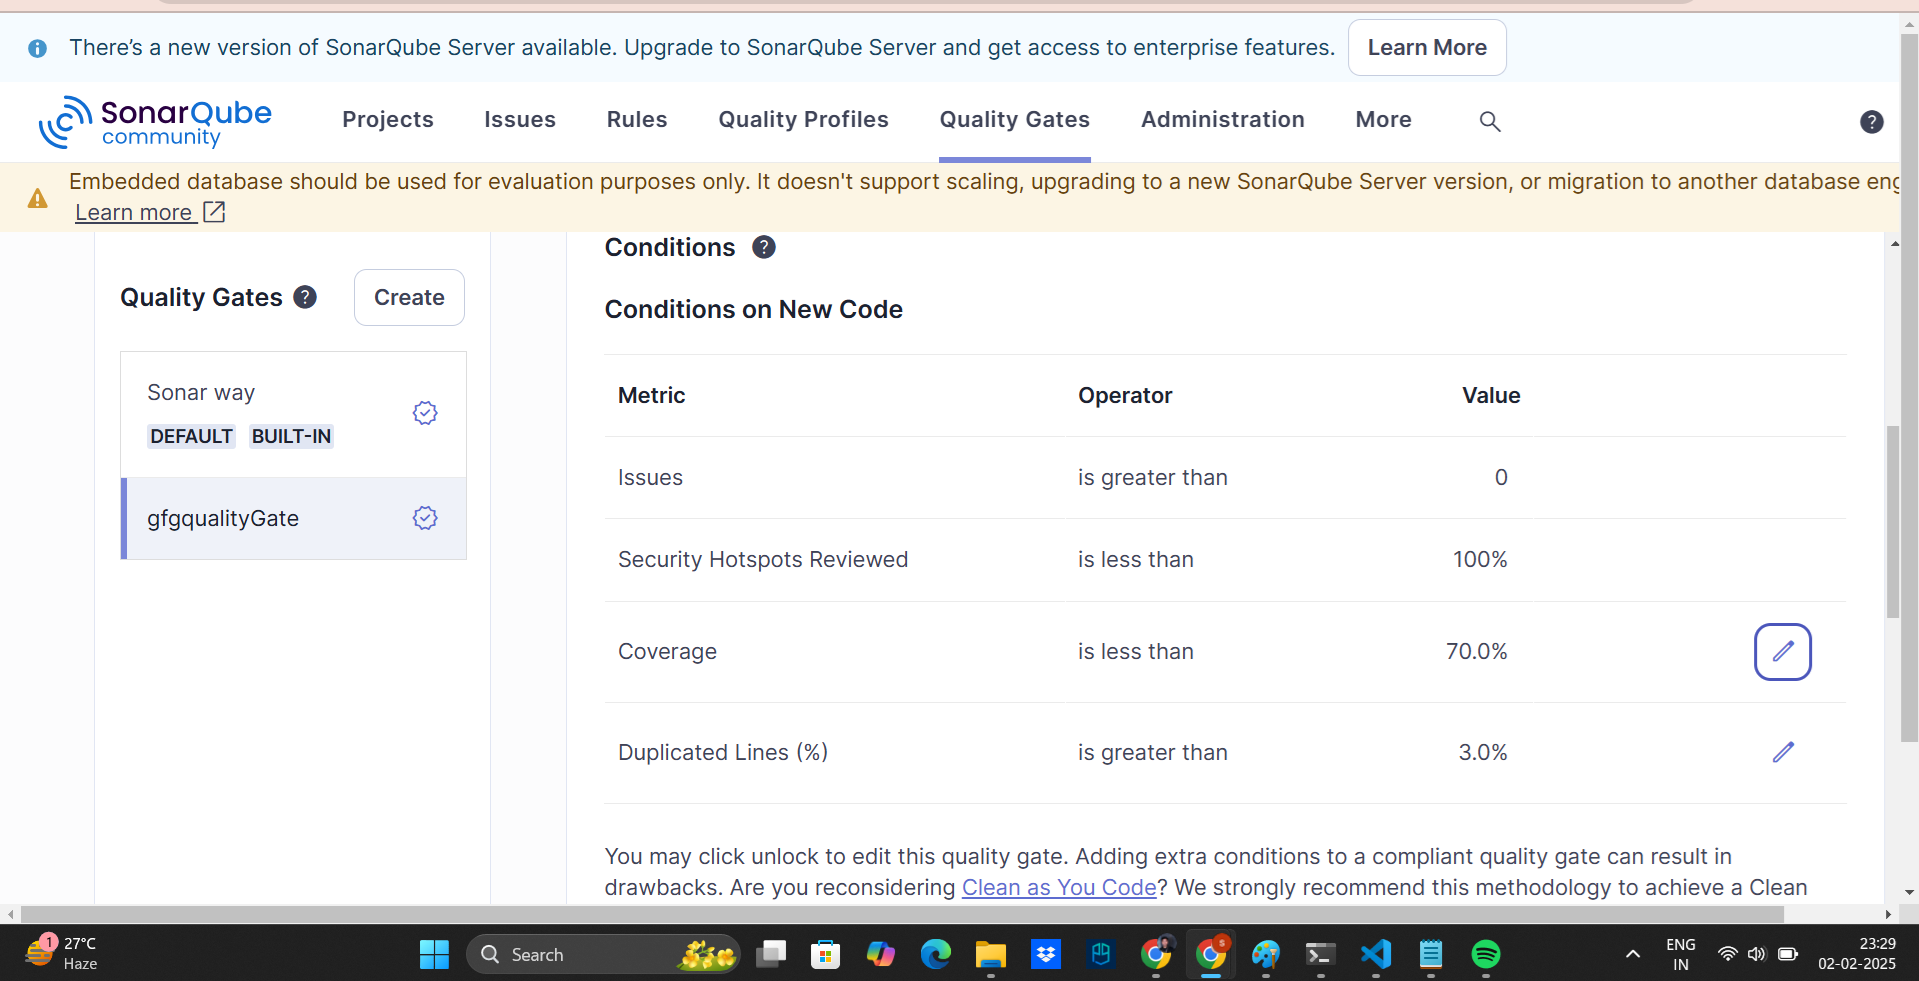 There's a new version of SonarQube Server available. Upgrade to SonarQube Server and get access to enterprise features. Learn More
SonarQube
community
Projects Issues Rules Quality Profiles Quality Gates Administration More
Embedded database should be used for evaluation purposes only. It doesn't support scaling, upgrading to a new SonarQube Server version, or migration to another database eng
Learn more
Quality Gates ? Create
Sonar way
DEFAULT BUILT-IN
gfgqualityGate
Conditions ?
Conditions on New Code
Metric Operator Value
Issues is greater than 0
Security Hotspots Reviewed is less than 100%
Coverage is less than 70.0%
Duplicated Lines (%) is greater than 3.0%
You may click unlock to edit this quality gate. Adding extra conditions to a compliant quality gate can result in
drawbacks. Are you reconsidering Clean as You Code? We strongly recommend this methodology to achieve a Clean
1
27°C
Haze
Search
ENG
IN
23:29
02-02-2025